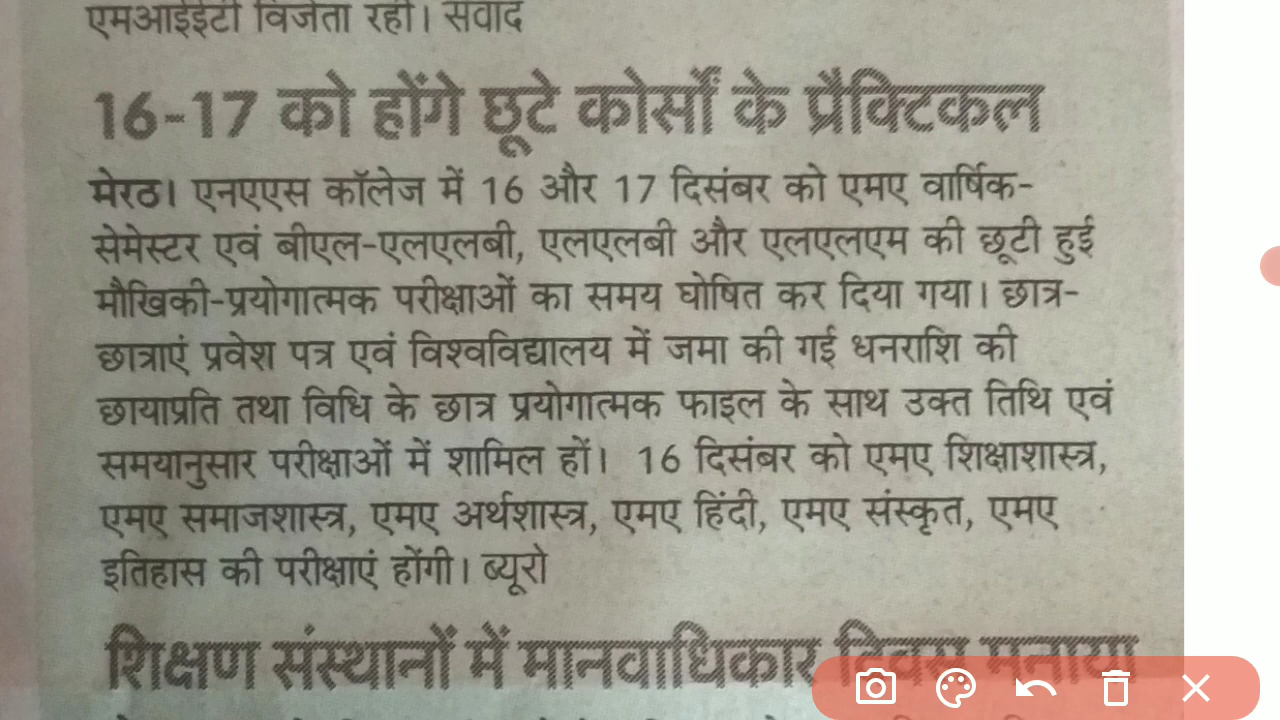 एमआईईटी विजेता रही। संवाद
16-17 को होंगे छूटे कोर्सों के प्रैक्टिकल
मेरठ। एनएएस कॉलेज में 16 और 17 दिसंबर को एमए वार्षिक-
सेमेस्टर एवं बीएल-एलएलबी, एलएलबी और एलएलएम की छूटी हुई
मौखिकी-प्रयोगात्मक परीक्षाओं का समय घोषित कर दिया गया। छात्र-
छात्राएं प्रवेश पत्र एवं विश्वविद्यालय में जमा की गई धनराशि की
छायाप्रति तथा विधि के छात्र प्रयोगात्मक फाइल के साथ उक्त तिथि एवं
समयानुसार परीक्षाओं में शामिल हों। 16 दिसंबर को एमए शिक्षाशास्त्र,
एमए समाजशास्त्र, एमए अर्थशास्त्र, एमए हिंदी, एमए संस्कृत, एमए
इतिहास की परीक्षाएं होंगी। ब्यूरो
शिक्षण संस्थानों में मानवाधिकार दिवस मनाया